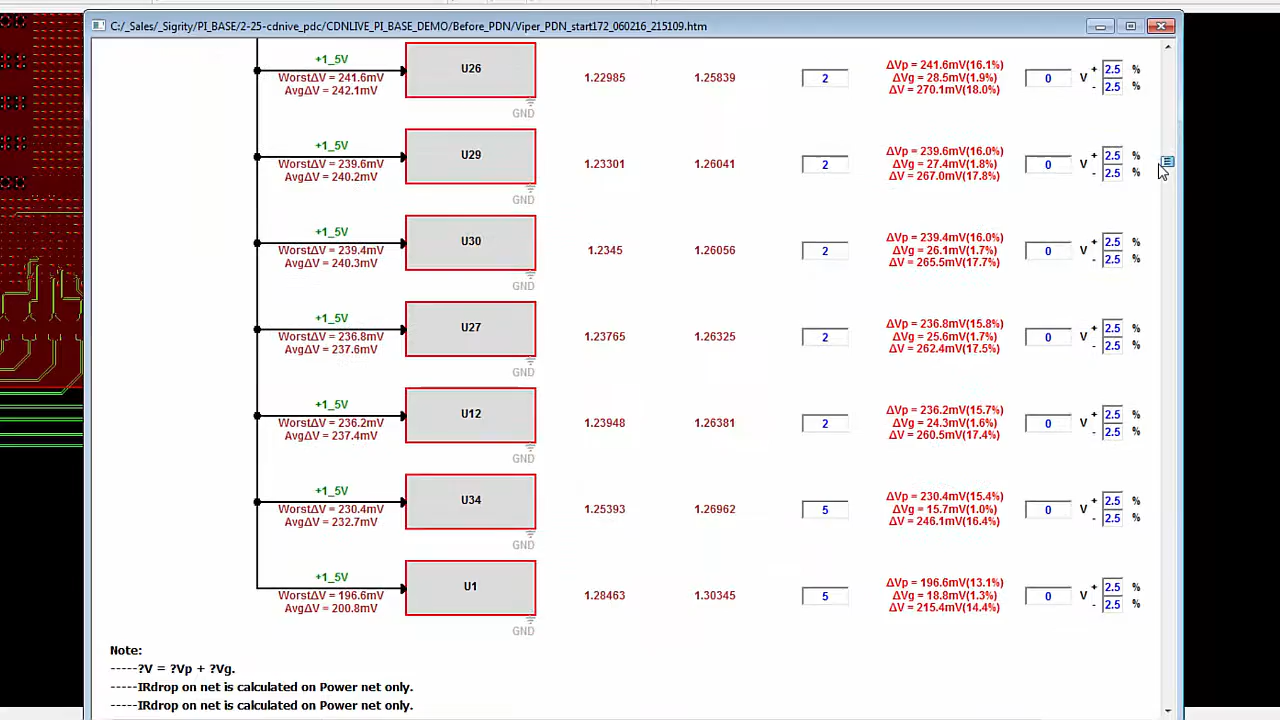 C:/_Sales/_Sigrity/PI_BASE/2-25-cdnive_pdc/CDNLIVE_PI_BASE_DEMO/Before_PDN/Viper_PDN_start172_060216_215109.htm
+1_5V
WorstΔV = 241.6mV
AvgΔV = 242.1mV
U26
GND
1.22985
1.25839
2
ΔVp = 241.6mV(16.1%)
ΔVg = 28.5mV(1.9%)
ΔV = 270.1mV(18.0%)
0 V
+ 2.5 %
- 2.5 %
+1_5V
WorstΔV = 239.6mV
AvgΔV = 240.2mV
U29
GND
1.23301
1.26041
2
ΔVp = 239.6mV(16.0%)
ΔVg = 27.4mV(1.8%)
ΔV = 267.0mV(17.8%)
0 V
+ 2.5 %
- 2.5 %
+1_5V
WorstΔV = 239.4mV
AvgΔV = 240.3mV
U30
GND
1.2345
1.26056
2
ΔVp = 239.4mV(16.0%)
ΔVg = 26.1mV(1.7%)
ΔV = 265.5mV(17.7%)
0 V
+ 2.5 %
- 2.5 %
+1_5V
WorstΔV = 236.8mV
AvgΔV = 237.6mV
U27
GND
1.23765
1.26325
2
ΔVp = 236.8mV(15.8%)
ΔVg = 25.6mV(1.7%)
ΔV = 262.4mV(17.5%)
0 V
+ 2.5 %
- 2.5 %
+1_5V
WorstΔV = 236.2mV
AvgΔV = 237.4mV
U12
GND
1.23948
1.26381
2
ΔVp = 236.2mV(15.7%)
ΔVg = 24.3mV(1.6%)
ΔV = 260.5mV(17.4%)
0 V
+ 2.5 %
- 2.5 %
+1_5V
WorstΔV = 230.4mV
AvgΔV = 232.7mV
U34
GND
1.25393
1.26962
5
ΔVp = 230.4mV(15.4%)
ΔVg = 15.7mV(1.0%)
ΔV = 246.1mV(16.4%)
0 V
+ 2.5 %
- 2.5 %
+1_5V
WorstΔV = 196.6mV
AvgΔV = 200.8mV
U1
GND
1.28463
1.30345
5
ΔVp = 196.6mV(13.1%)
ΔVg = 18.8mV(1.3%)
ΔV = 215.4mV(14.4%)
0 V
+ 2.5 %
- 2.5 %
Note:
-----?V = ?Vp + ?Vg.
-----IRdrop on net is calculated on Power net only.
-----IRdrop on net is calculated on Power net only.